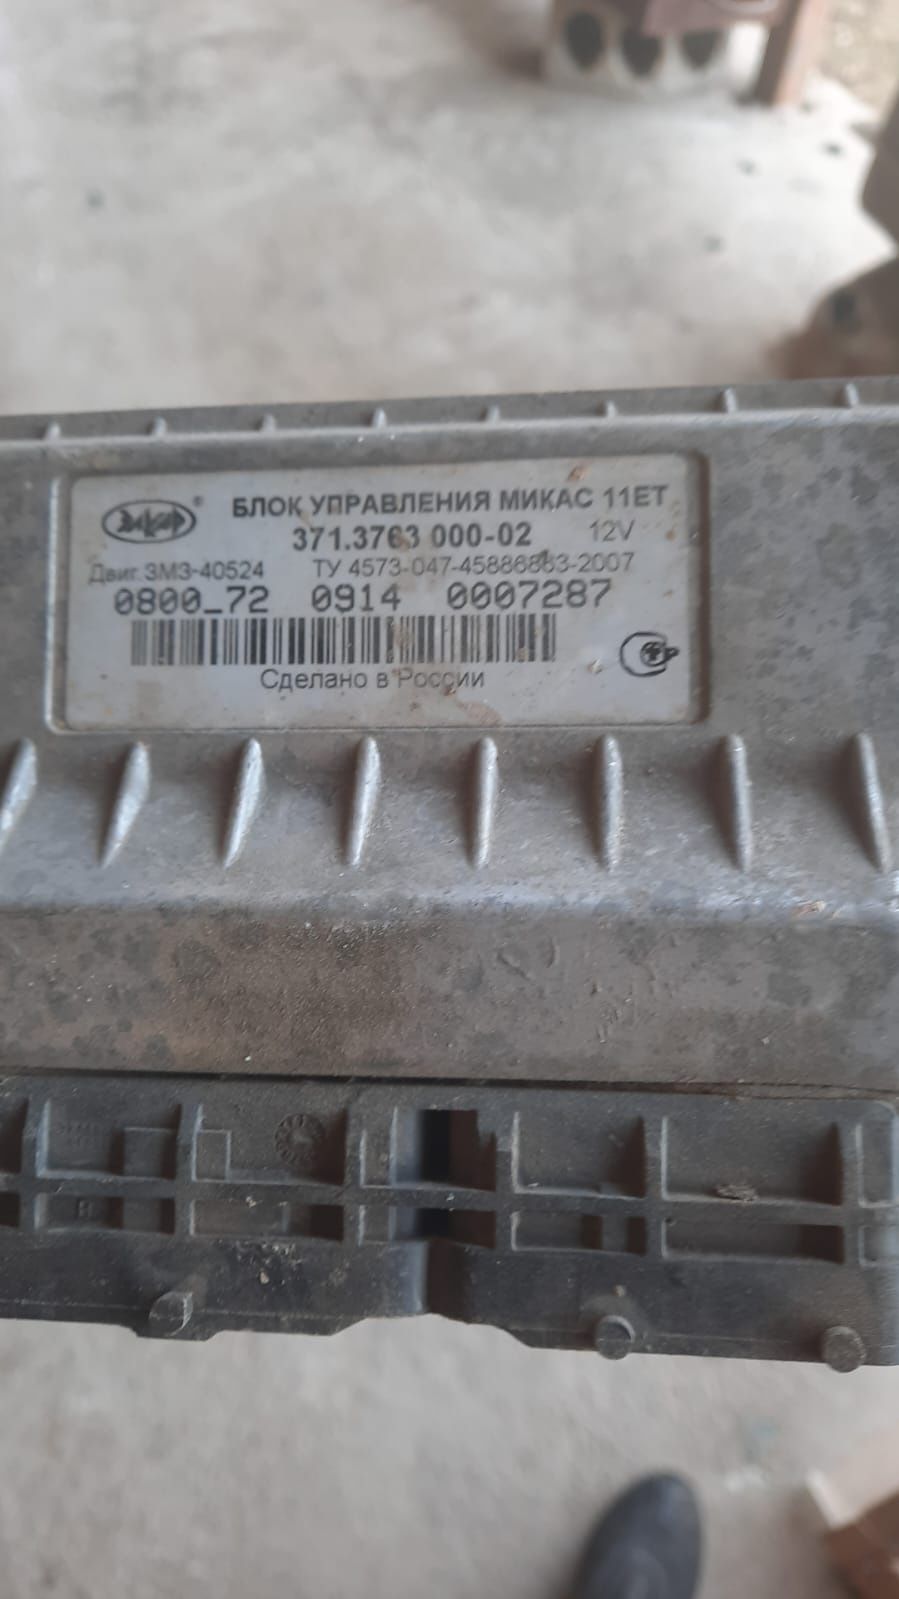 БЛОК УПРАВЛЕНИЯ МИКАС 11ЕТ
371.3763 000-02 12V
Двиг. ЗМЗ-40524 ТУ 4573-047-45886863-2007
0800_72 0914 0007287
Сделано в России